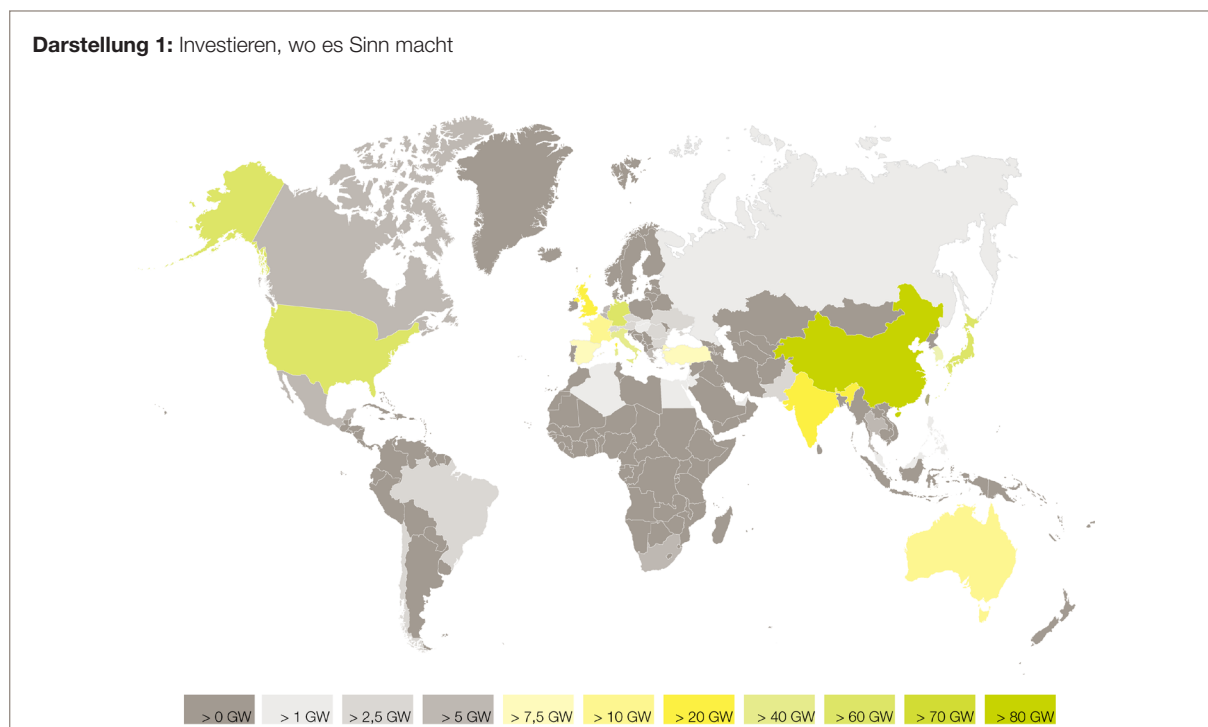 Darstellung 1: Investieren, wo es Sinn macht
> 0 GW > 1 GW > 2,5 GW > 5 GW > 7,5 GW > 10 GW > 20 GW > 40 GW > 60 GW > 70 GW > 80 GW